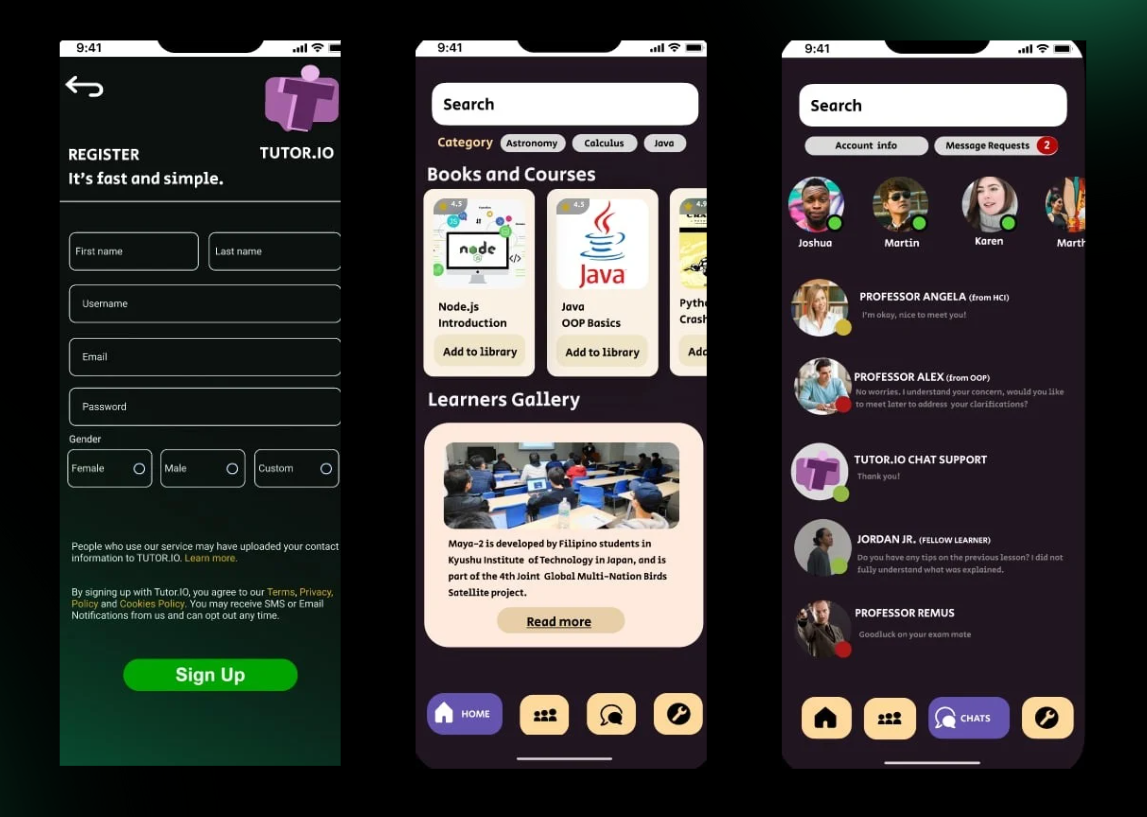 9:41
TUTOR.IO
REGISTER
It's fast and simple.
First name
Last name
Username
Email
Password
Gender
Female
Male
Custom
People who use our service may have uploaded your contact
information to TUTOR.IO. Learn more.
By signing up with Tutor.IO, you agree to our Terms, Privacy,
Policy and Cookies Policy. You may receive SMS or Email
Notifications from us and can opt out any time.
Sign Up
9:41
Search
Category
Astronomy
Calculus
Java
Books and Courses
4.5
node
JS
</>
Node.js
Introduction
Add to library
4.5
Java
Java
OOP Basics
Add to library
4.9
Pyth
Crash
Add
Learners Gallery
Maya-2 is developed by Filipino students in
Kyushu Institute of Technology in Japan, and is
part of the 4th Joint Global Multi-Nation Birds
Satellite project.
Read more
HOME
9:41
Search
Account info
Message Requests
2
Joshua
Martin
Karen
Marth
PROFESSOR ANGELA (from HCI)
I'm okay, nice to meet you!
PROFESSOR ALEX (from OOP)
No worries. I understand your concern, would you like
to meet later to address your clarifications?
TUTOR.IO CHAT SUPPORT
Thank you!
JORDAN JR. (FELLOW LEARNER)
Do you have any tips on the previous lesson? I did not
fully understand what was explained.
PROFESSOR REMUS
Goodluck on your exam mate
CHATS